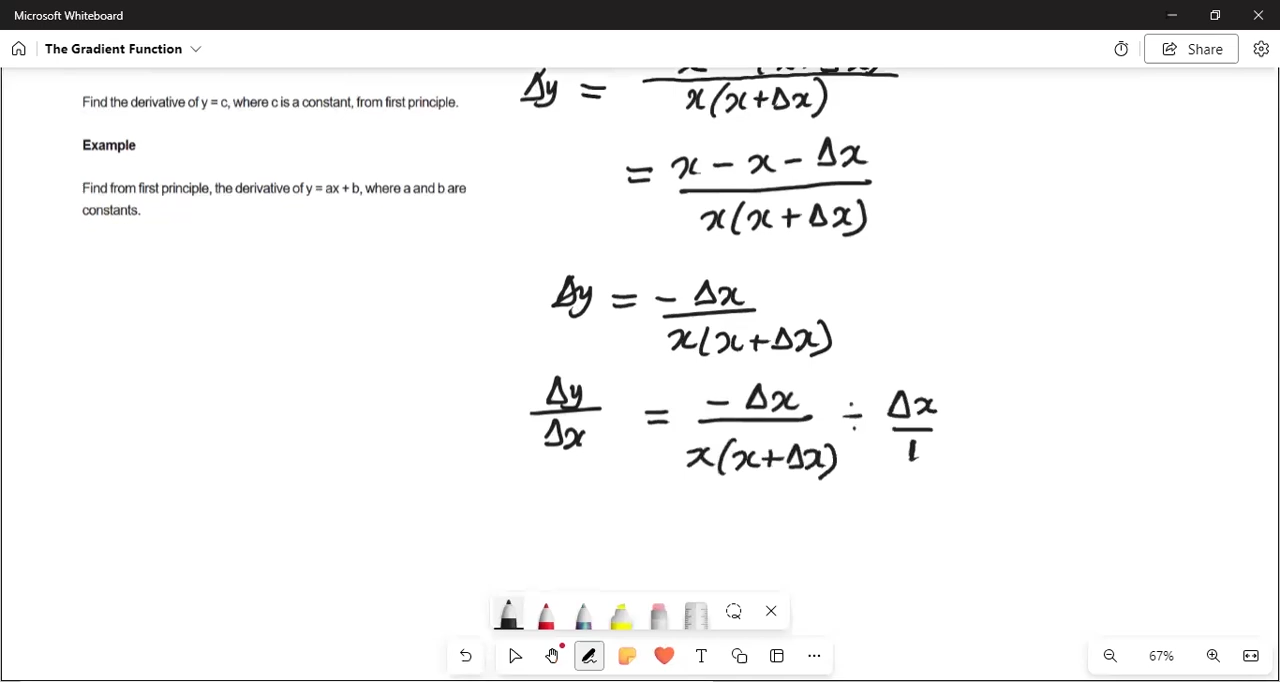 Microsoft Whiteboard
The Gradient Function
Share
Find the derivative of y = c, where c is a constant, from first principle.
Example
Find from first principle, the derivative of y = ax + b, where a and b are
constants.
Δy = / x(x+Δx)
= x - x - Δx / x(x+Δx)
Δy = - Δx / x(x+Δx)
Δy / Δx = - Δx / x(x+Δx) ÷ Δx / 1
T
67%